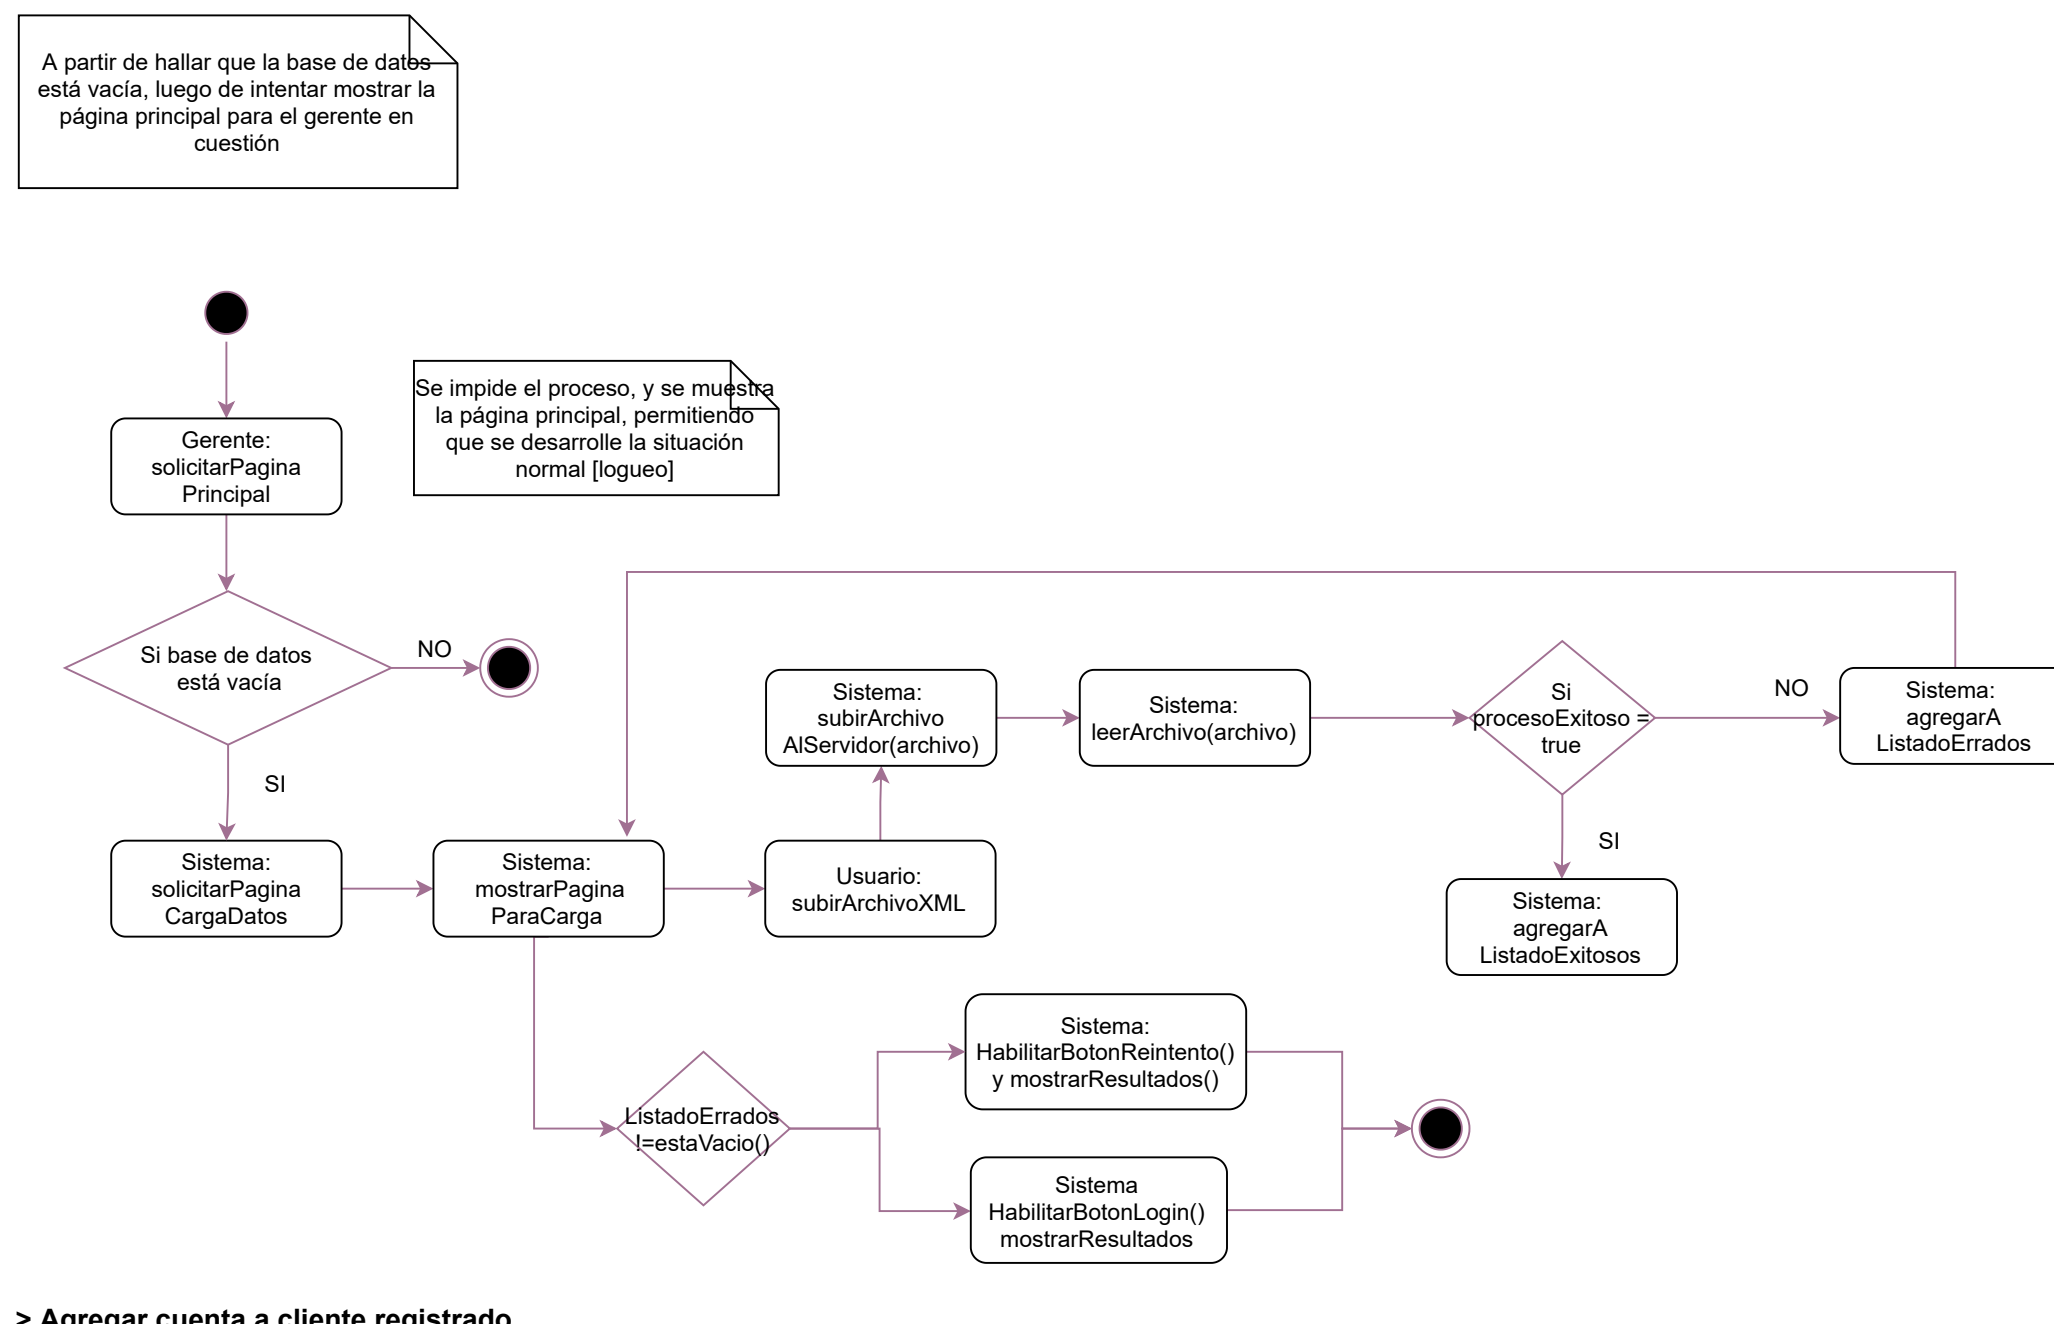 A partir de hallar que la base de datos
está vacía, luego de intentar mostrar la
página principal para el gerente en
cuestión
Se impide el proceso, y se muestra
la página principal, permitiendo
que se desarrolle la situación
normal [logueo]
Gerente:
solicitarPagina
Principal
Si base de datos
está vacía
NO
SI
Sistema:
solicitarPagina
CargaDatos
Sistema:
mostrarPagina
ParaCarga
Usuario:
subirArchivoXML
Sistema:
subirArchivo
AlServidor(archivo)
Sistema:
leerArchivo(archivo)
Si
procesoExitoso =
true
NO
Sistema:
agregarA
ListadoErrados
SI
Sistema:
agregarA
ListadoExitosos
ListadoErrados
!=estaVacio()
Sistema:
HabilitarBotonReintento()
y mostrarResultados()
Sistema
HabilitarBotonLogin()
mostrarResultados
> Agregar cuenta a cliente registrado